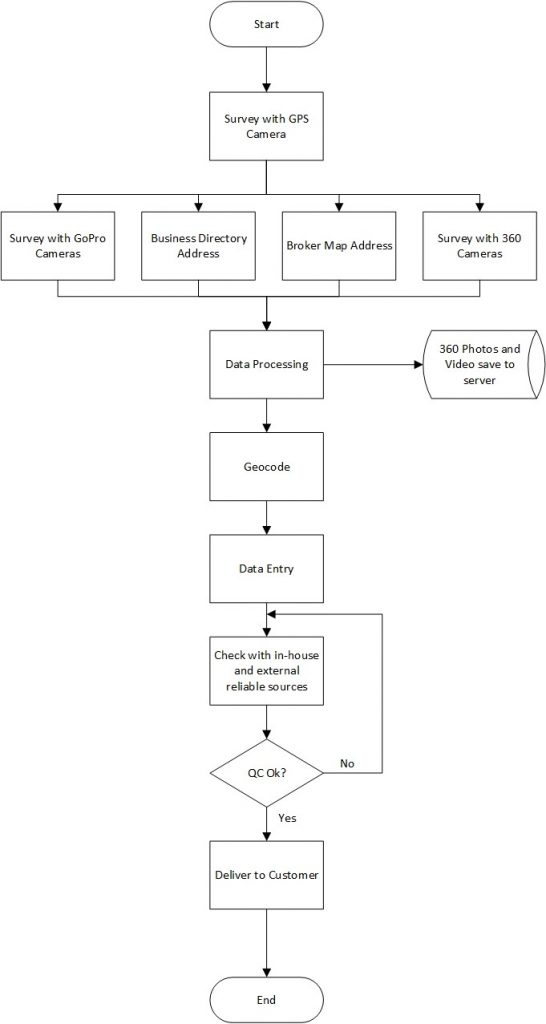 Start
Survey with GPS
Camera
Survey with GoPro
Cameras
Business Directory
Address
Broker Map Address
Survey with 360
Cameras
Data Processing
360 Photos and
Video save to
server
Geocode
Data Entry
Check with in-house
and external
reliable sources
QC Ok?
No
Yes
Deliver to Customer
End